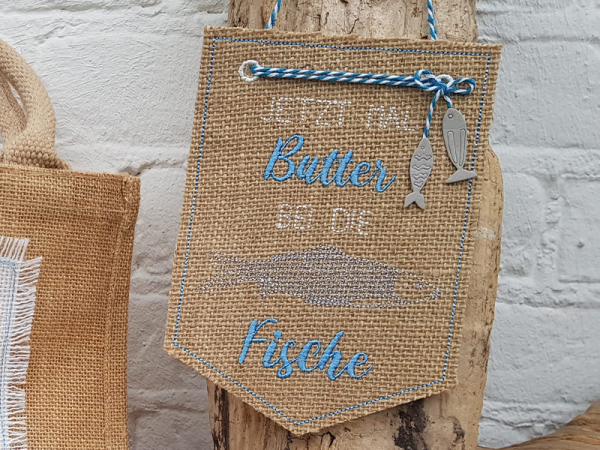 JETZT MAL
Butter
BEI DIE
Fische